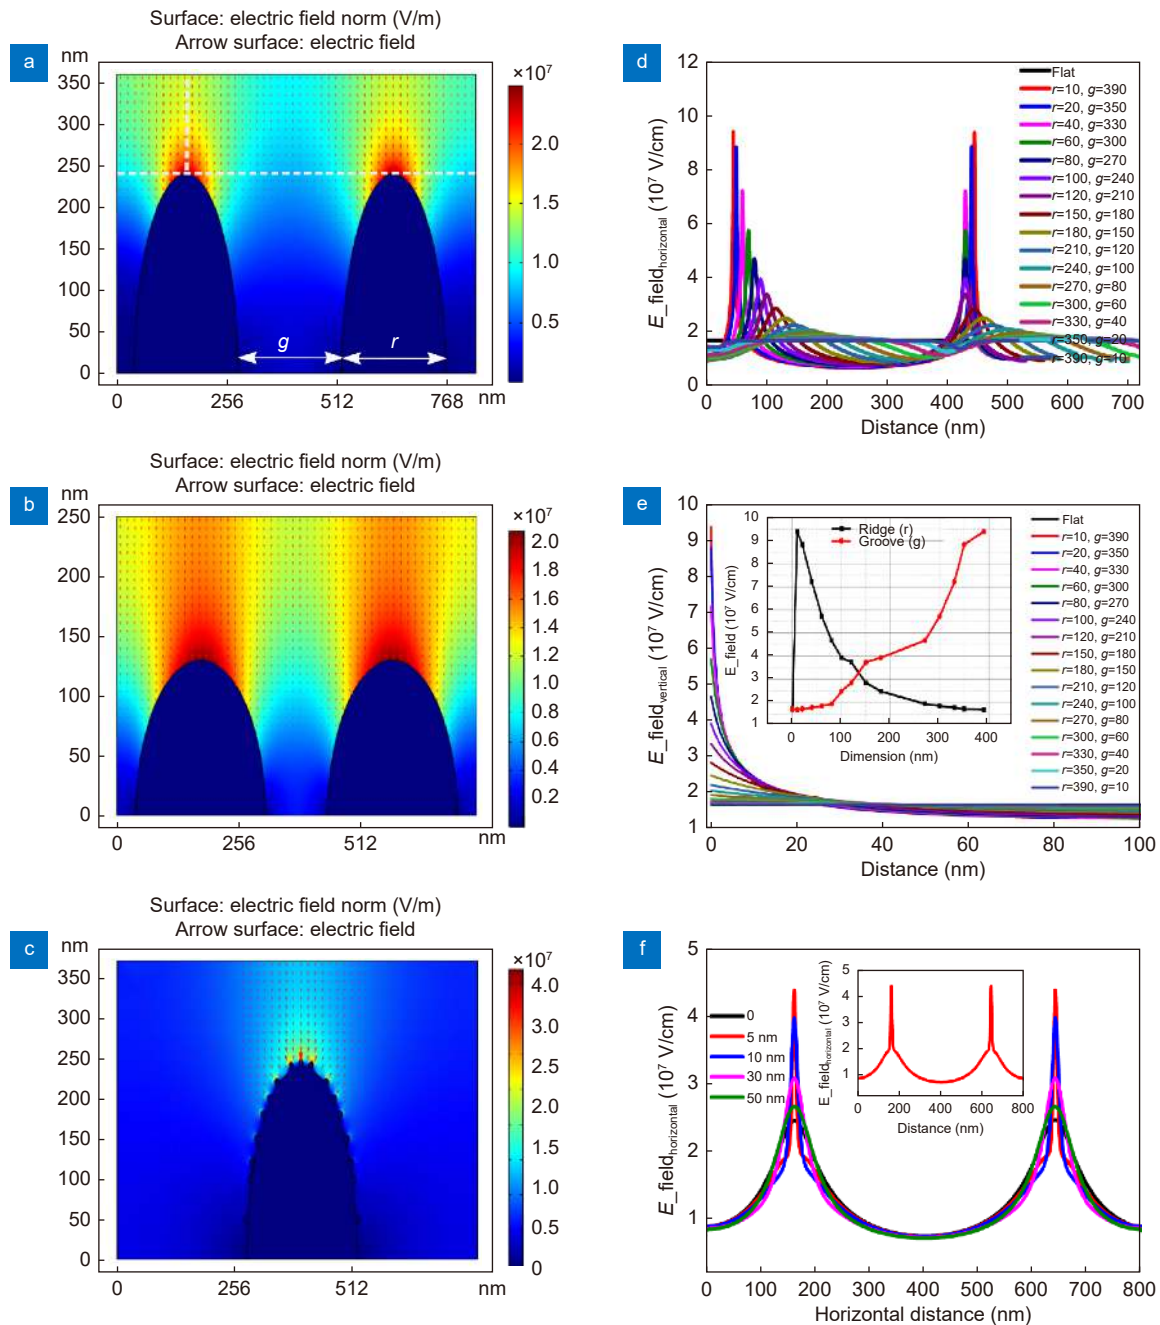 Surface: electric field norm (V/m)
Arrow surface: electric field
a
nm
×10⁷
350
300
250
200
150
100
50
0
2.0
1.5
1.0
0.5
g
r
0
256
512
768
nm
d
E_field_horizontal (10⁷ V/cm)
12
10
8
6
4
2
0
Flat
r=10, g=390
r=20, g=350
r=40, g=330
r=60, g=300
r=80, g=270
r=100, g=240
r=120, g=210
r=150, g=180
r=180, g=150
r=210, g=120
r=240, g=100
r=270, g=80
r=300, g=60
r=330, g=40
r=350, g=20
r=390, g=10
0 100 200 300 400 500 600 700
Distance (nm)
Surface: electric field norm (V/m)
Arrow surface: electric field
b
nm
×10⁷
250
200
150
100
50
0
2.0
1.8
1.6
1.4
1.2
1.0
0.8
0.6
0.4
0.2
0
256
512
nm
e
E_field_vertical (10⁷ V/cm)
10
9
8
7
6
5
4
3
2
1
E_field (10⁷ V/cm)
10
9
8
7
6
5
4
3
2
1
Ridge (r)
Groove (g)
0 100 200 300 400
Dimension (nm)
Flat
r=10, g=390
r=20, g=350
r=40, g=330
r=60, g=300
r=80, g=270
r=100, g=240
r=120, g=210
r=150, g=180
r=180, g=150
r=210, g=120
r=240, g=100
r=270, g=80
r=300, g=60
r=330, g=40
r=350, g=20
r=390, g=10
0 20 40 60 80 100
Distance (nm)
Surface: electric field norm (V/m)
Arrow surface: electric field
c
nm
×10⁷
350
300
250
200
150
100
50
0
4.0
3.5
3.0
2.5
2.0
1.5
1.0
0.5
0
0
256
512
nm
f
E_field_horizontal (10⁷ V/cm)
5
4
3
2
1
0
5 nm
10 nm
30 nm
50 nm
E_field_horizontal (10⁷ V/cm)
5
4
3
2
1
0 200 400 600 800
Distance (nm)
0 100 200 300 400 500 600 700 800
Horizontal distance (nm)